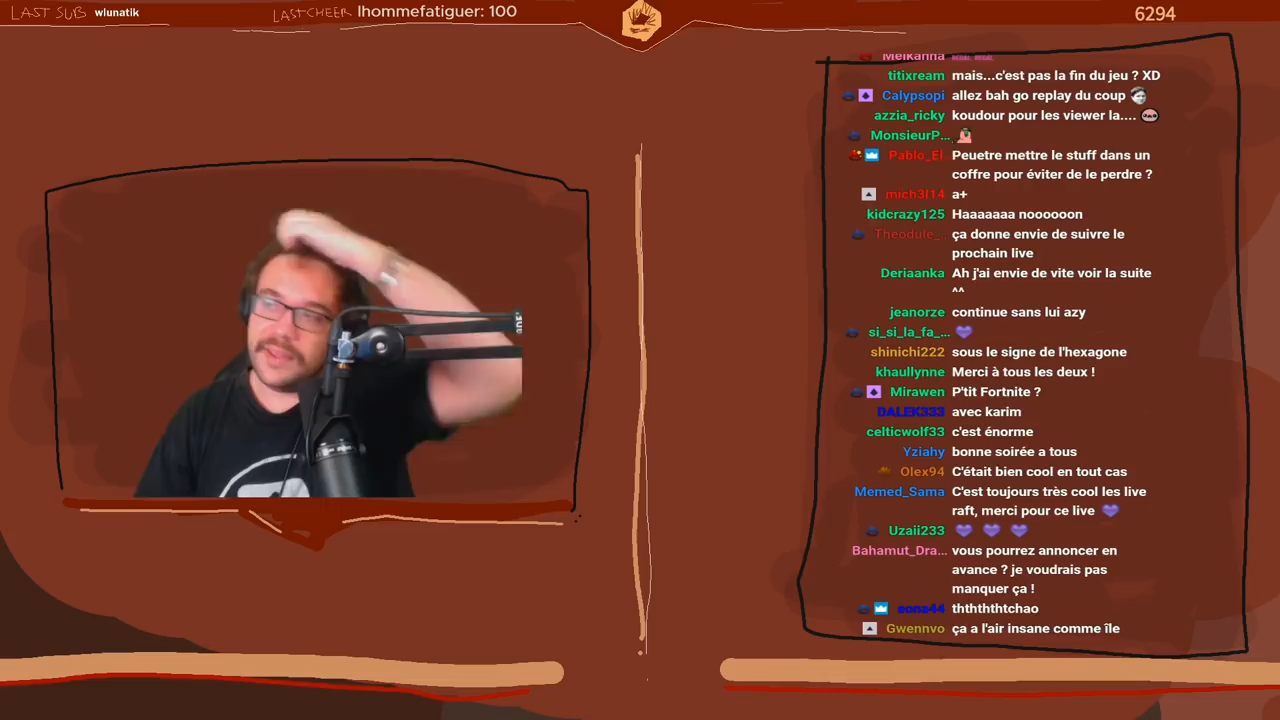 LAST SUB wlunatik
LAST CHEER lhommefatiguer: 100
6294
Meikanna
titixream mais...c'est pas la fin du jeu ? XD
Calypsopi allez bah go replay du coup
azzia_ricky koudour pour les viewer la....
MonsieurP...
Pablo_El. Peuetre mettre le stuff dans un
coffre pour éviter de le perdre ?
mich3l14 a+
kidcrazy125 Haaaaaaa noooooon
Theodule_.. ça donne envie de suivre le
prochain live
Deriaanka Ah j'ai envie de vite voir la suite
^^
jeanorze continue sans lui azy
si_si_la_fa_...
shinichi222 sous le signe de l'hexagone
khaullynne Merci à tous les deux !
Mirawen P'tit Fortnite ?
DALEK333 avec karim
celticwolf33 c'est énorme
Yziahy bonne soirée a tous
Olex94 C'était bien cool en tout cas
Memed_Sama C'est toujours très cool les live
raft, merci pour ce live
Uzaii233
Bahamut_Dra... vous pourrez annoncer en
avance ? je voudrais pas
manquer ça !
eona44 thththththtchao
Gwennvo ça a l'air insane comme île